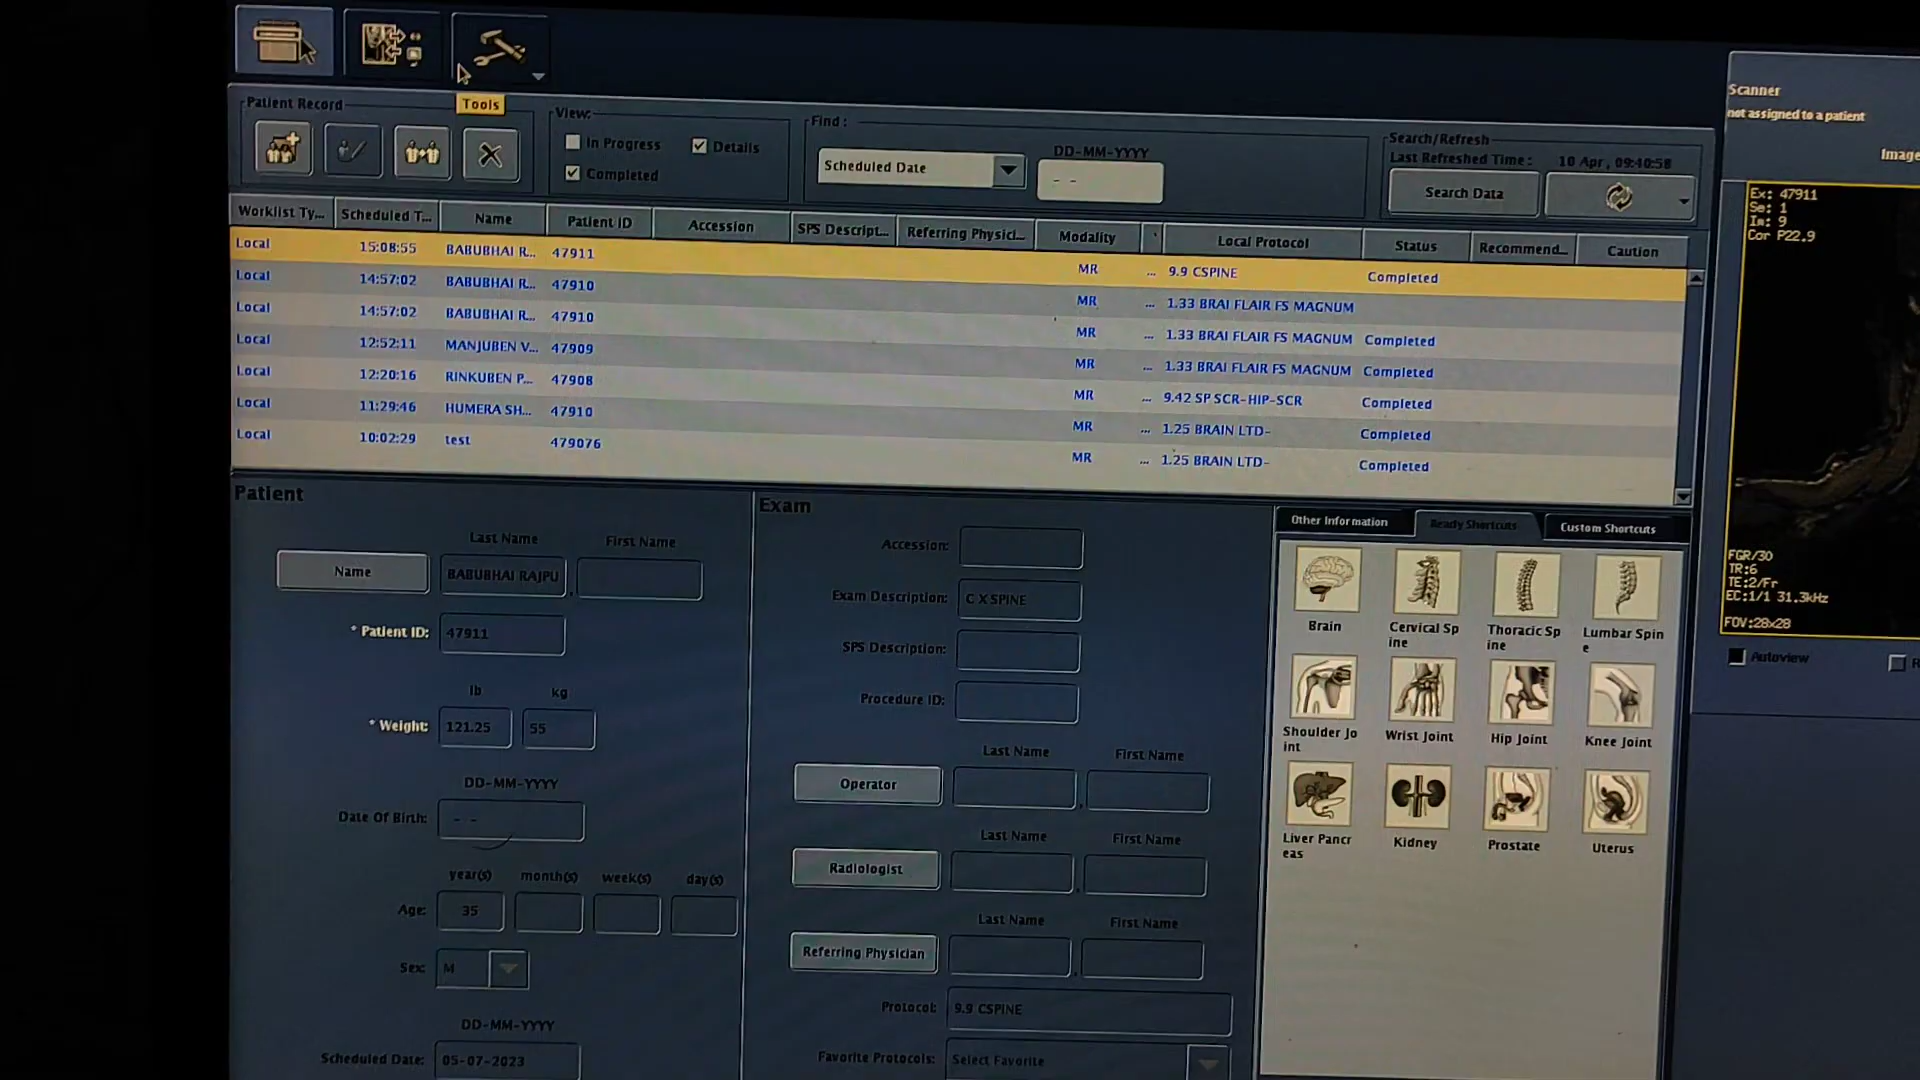 Tools
Patient Record
View:
In Progress
Details
Completed
Find :
Scheduled Date
DD-MM-YYYY
- -
Search/Refresh
Last Refreshed Time: 10 Apr , 09:40:58
Search Data
Worklist Ty... Scheduled T... Name Patient ID Accession SPS Descript... Referring Physici... Modality Local Protocol Status Recommend... Caution
Local 15:08:55 BABUBHAI R... 47911 MR ... 9.9 CSPINE Completed
Local 14:57:02 BABUBHAI R... 47910 MR ... 1.33 BRAI FLAIR FS MAGNUM
Local 14:57:02 BABUBHAI R... 47910 MR ... 1.33 BRAI FLAIR FS MAGNUM Completed
Local 12:52:11 MANJUBEN V... 47909 MR ... 1.33 BRAI FLAIR FS MAGNUM Completed
Local 12:20:16 RINKUBEN P... 47908 MR ... 9.42 SP SCR-HIP-SCR Completed
Local 11:29:46 HUMERA SH... 47910 MR ... 1.25 BRAIN LTD- Completed
Local 10:02:29 test 479076 MR ... 1.25 BRAIN LTD- Completed
Patient
Last Name First Name
Name BABUBHAI RAJPU ,
* Patient ID: 47911
lb kg
* Weight: 121.25 55
DD-MM-YYYY
Date Of Birth: - -
year(s) month(s) week(s) day(s)
Age: 35
Sex: M
DD-MM-YYYY
Scheduled Date: 05-07-2023
Exam
Accession:
Exam Description: C X SPINE
SPS Description:
Procedure ID:
Last Name First Name
Operator ,
Last Name First Name
Radiologist ,
Last Name First Name
Referring Physician ,
Protocol: 9.9 CSPINE
Favorite Protocols: Select Favorite
Other Information Ready Shortcuts Custom Shortcuts
Brain
Cervical Sp
ine
Thoracic Sp
ine
Lumbar Spin
e
Shoulder Jo
int
Wrist Joint
Hip Joint
Knee Joint
Liver Pancr
eas
Kidney
Prostate
Uterus
Scanner
not assigned to a patient
Image
Ex: 47911
Se: 1
Im: 9
Cor P22.9
FGR/30
TR:6
TE:2/Fr
EC:1/1 31.3kHz
FOV:28x28
Autoview